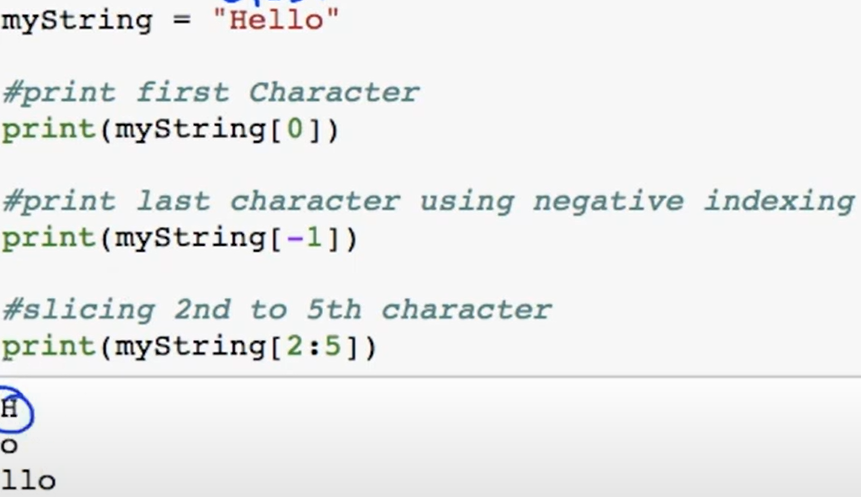 myString = "Hello"
#print first Character
print(myString[0])
#print last character using negative indexing
print(myString[-1])
#slicing 2nd to 5th character
print(myString[2:5])
H
o
llo